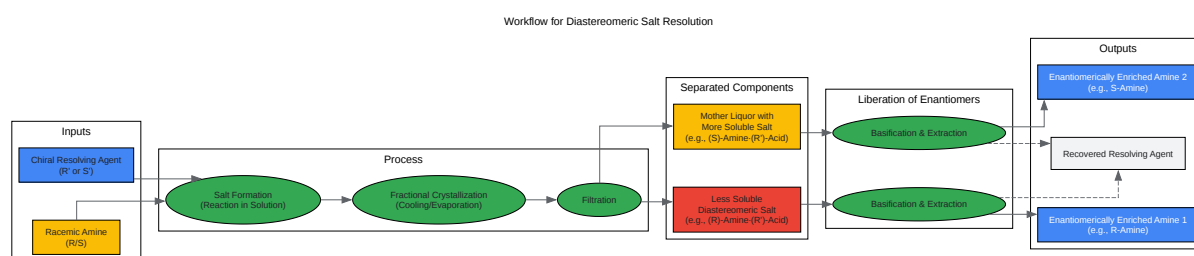 Workflow for Diastereomeric Salt Resolution
Inputs
Chiral Resolving Agent
(R' or S')
Racemic Amine
(R/S)
Process
Salt Formation
(Reaction in Solution)
Fractional Crystallization
(Cooling/Evaporation)
Filtration
Separated Components
Mother Liquor with
More Soluble Salt
(e.g., (S)-Amine-(R')-Acid)
Less Soluble
Diastereomeric Salt
(e.g., (R)-Amine-(R')-Acid)
Liberation of Enantiomers
Basification & Extraction
Basification & Extraction
Outputs
Enantiomerically Enriched Amine 2
(e.g., S-Amine)
Recovered Resolving Agent
Enantiomerically Enriched Amine 1
(e.g., R-Amine)